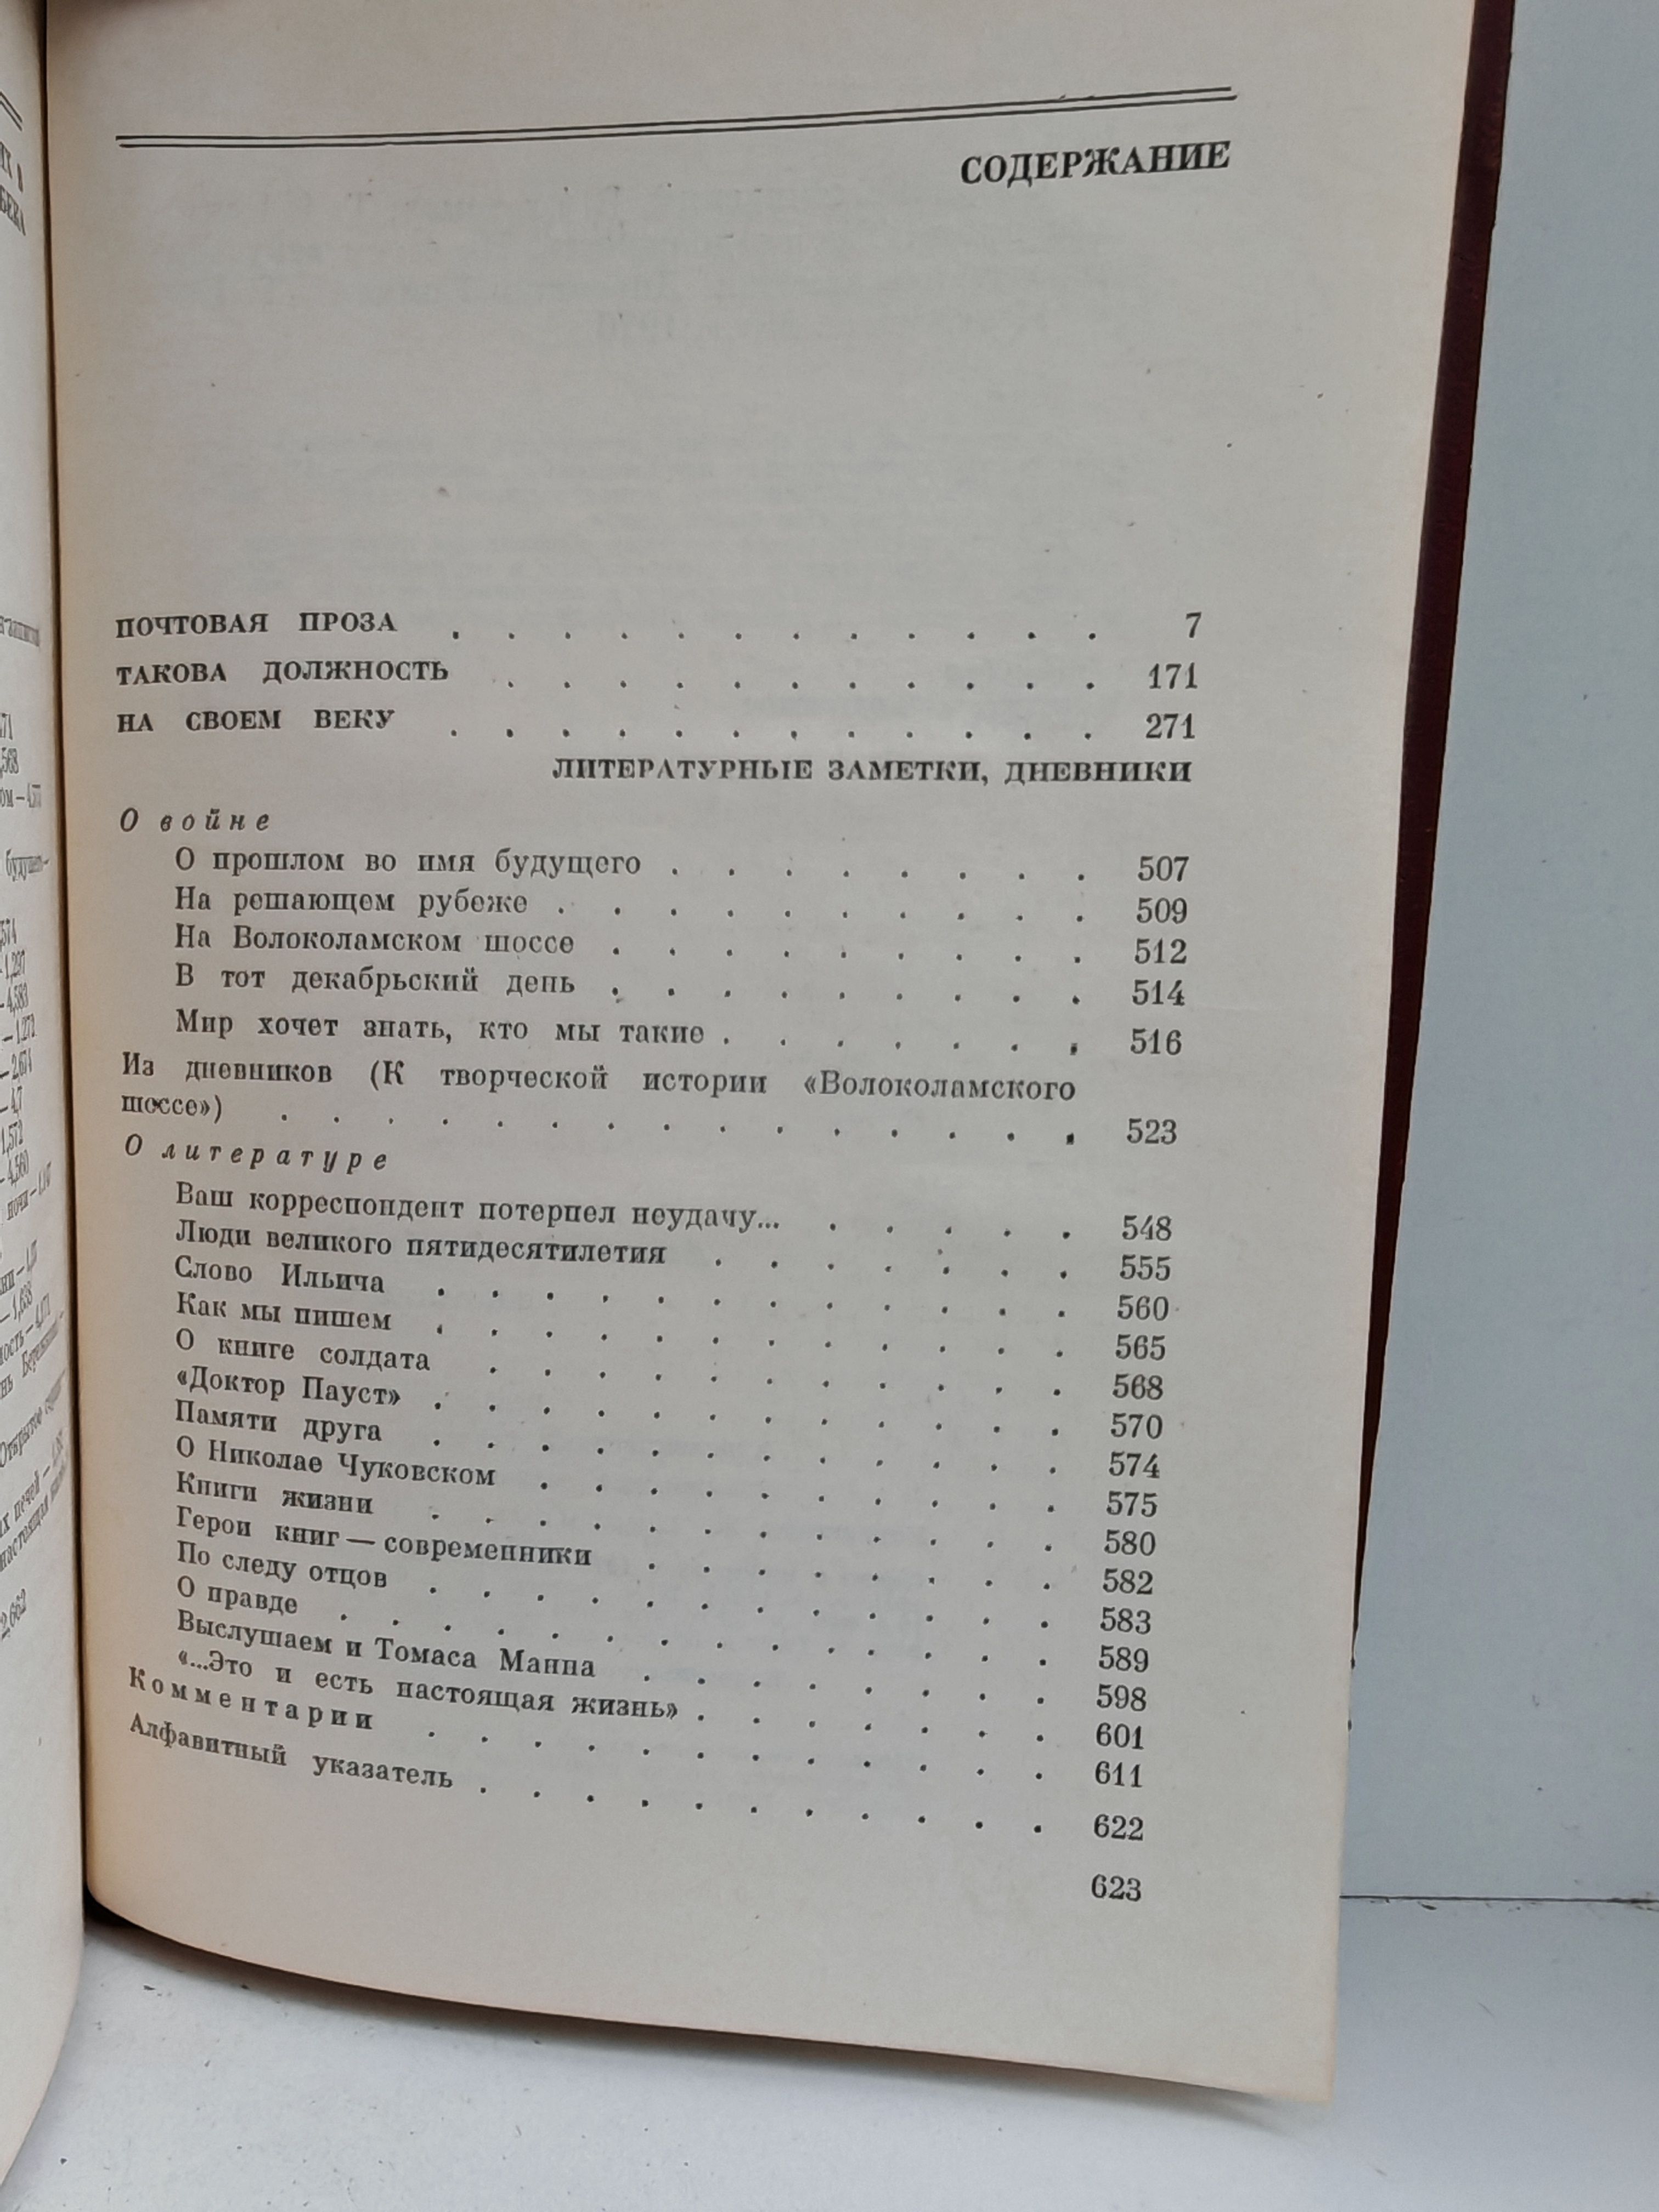 СОДЕРЖАНИЕ
ПОЧТОВАЯ ПРОЗА . . . . . . . . . . . . 7
ТАКОВА ДОЛЖНОСТЬ . . . . . . . . . . . 171
НА СВОЕМ ВЕКУ . . . . . . . . . . . . 271
ЛИТЕРАТУРНЫЕ ЗАМЕТКИ, ДНЕВНИКИ
О войне
О прошлом во имя будущего . . . . . . . . 507
На решающем рубеже . . . . . . . . . . 509
На Волоколамском шоссе . . . . . . . . . 512
В тот декабрьский день . . . . . . . . . 514
Мир хочет знать, кто мы такие . . . . . . . 516
Из дневников (К творческой истории «Волоколамского
шоссе») . . . . . . . . . . . . . . . 523
О литературе
Ваш корреспондент потерпел неудачу... . . . . . 548
Люди великого пятидесятилетия . . . . . . . 555
Слово Ильича . . . . . . . . . . . . 560
Как мы пишем . . . . . . . . . . . . 565
О книге солдата . . . . . . . . . . . 568
«Доктор Пауст» . . . . . . . . . . . . 570
Памяти друга . . . . . . . . . . . . 574
О Николае Чуковском . . . . . . . . . . 575
Книги жизни . . . . . . . . . . . . 580
Герои книг — современники . . . . . . . . 582
По следу отцов . . . . . . . . . . . . 583
О правде . . . . . . . . . . . . . . 589
Выслушаем и Томаса Манна . . . . . . . . 598
«...Это и есть настоящая жизнь» . . . . . . . 601
Комментарии . . . . . . . . . . . . 611
Алфавитный указатель . . . . . . . . . . . 622
623